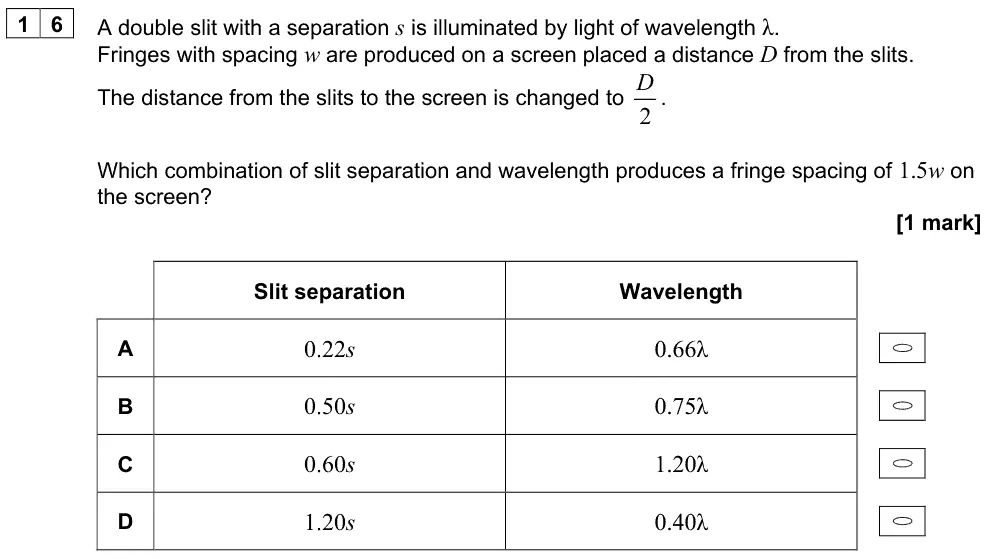 1 6 A double slit with a separation s is illuminated by light of wavelength λ.
Fringes with spacing w are produced on a screen placed a distance D from the slits.
The distance from the slits to the screen is changed to D/2.
Which combination of slit separation and wavelength produces a fringe spacing of 1.5w on
the screen?
[1 mark]
Slit separation Wavelength
A 0.22s 0.66λ
B 0.50s 0.75λ
C 0.60s 1.20λ
D 1.20s 0.40λ